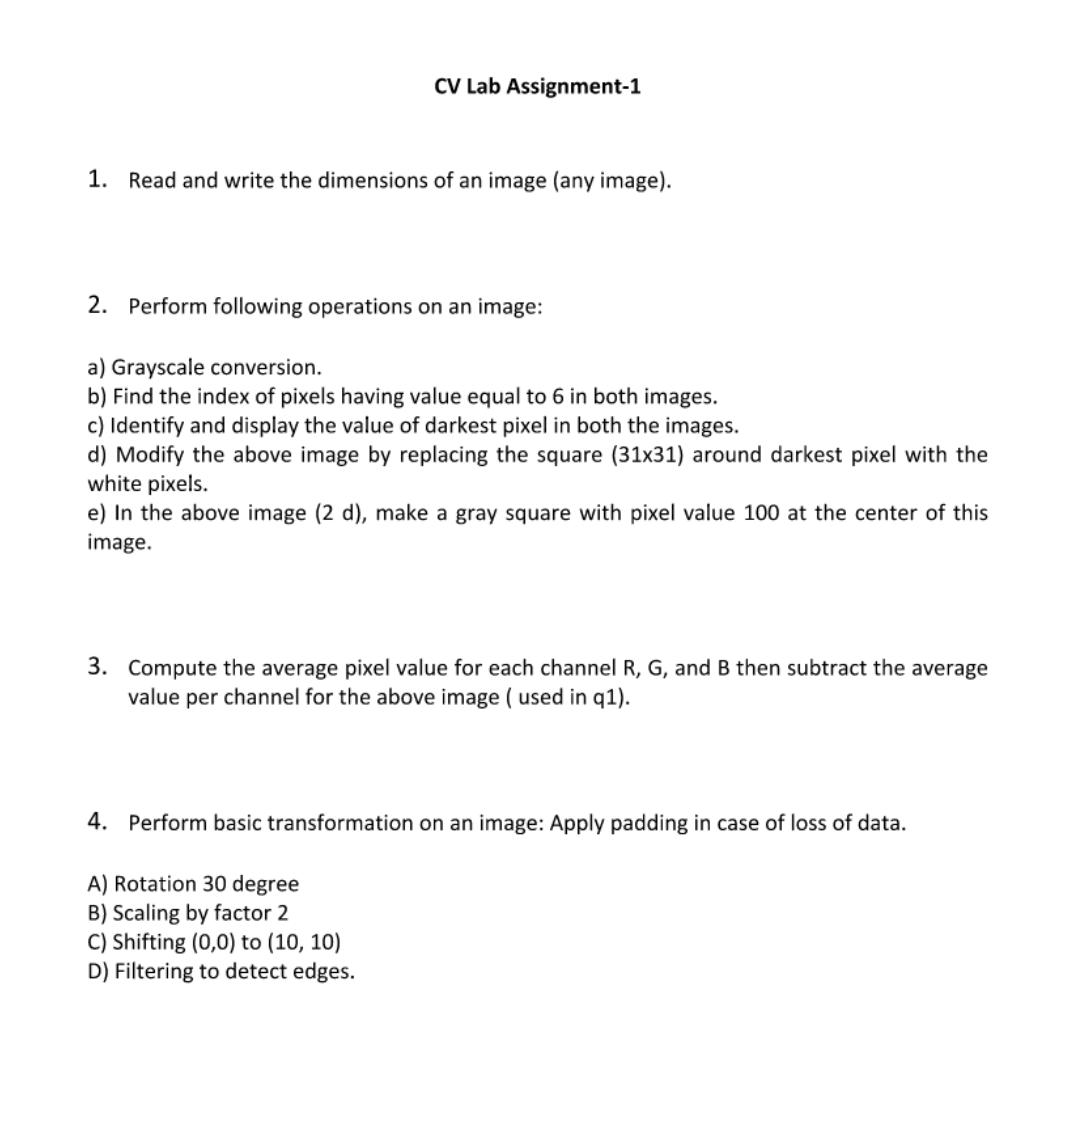 CV Lab Assignment-1
1. Read and write the dimensions of an image (any image).
2. Perform following operations on an image:
a) Grayscale conversion.
b) Find the index of pixels having value equal to 6 in both images.
c) Identify and display the value of darkest pixel in both the images.
d) Modify the above image by replacing the square (31x31) around darkest pixel with the
white pixels.
e) In the above image (2 d), make a gray square with pixel value 100 at the center of this
image.
3. Compute the average pixel value for each channel R, G, and B then subtract the average
value per channel for the above image ( used in q1).
4. Perform basic transformation on an image: Apply padding in case of loss of data.
A) Rotation 30 degree
B) Scaling by factor 2
C) Shifting (0,0) to (10, 10)
D) Filtering to detect edges.